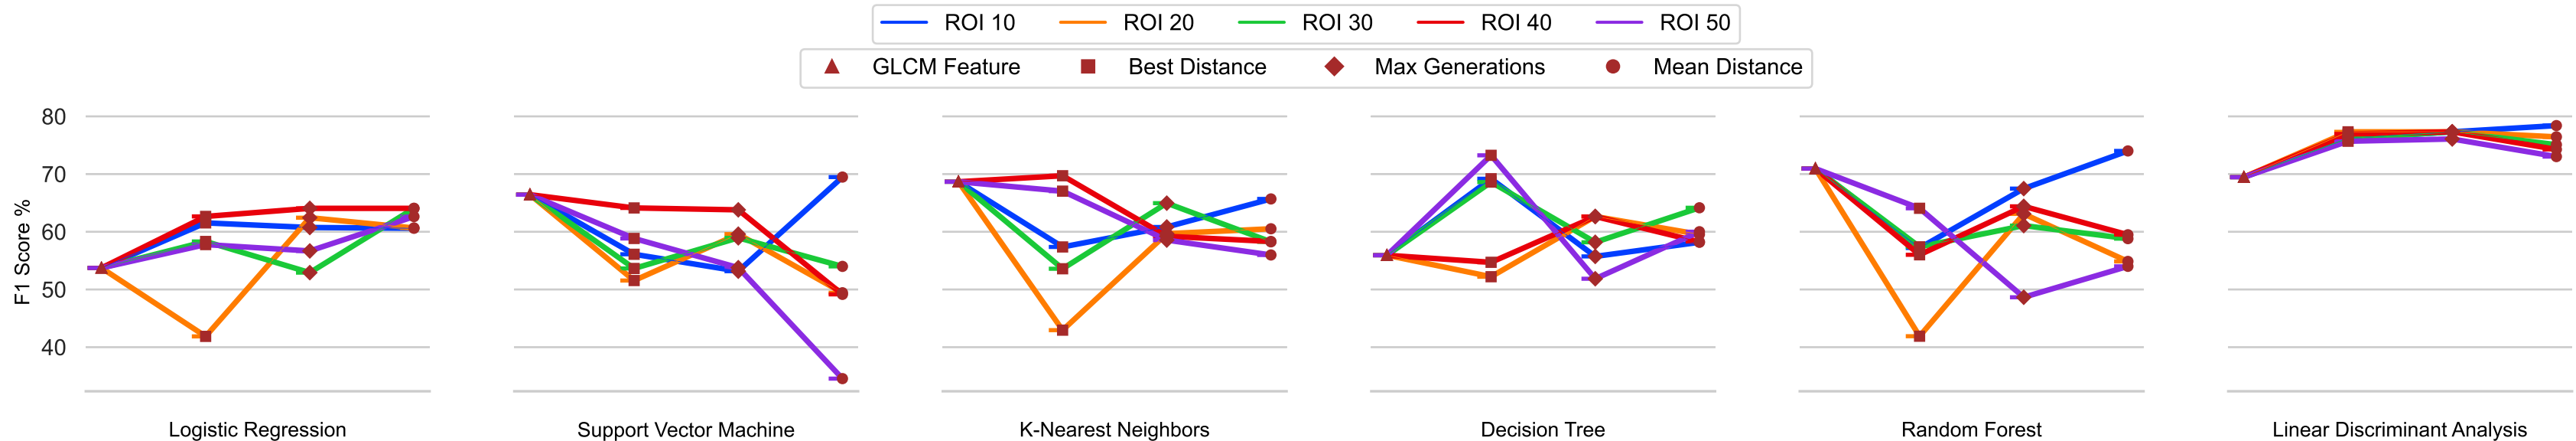 ROI 10 ROI 20 ROI 30 ROI 40 ROI 50
GLCM Feature Best Distance Max Generations Mean Distance
80
70
60
50
40
F1 Score %
Logistic Regression Support Vector Machine K-Nearest Neighbors Decision Tree Random Forest Linear Discriminant Analysis